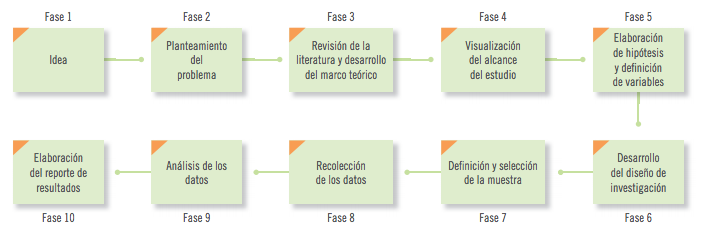 Fase 1
Idea
Fase 2
Planteamiento
del
problema
Fase 3
Revisión de la
literatura y desarrollo
del marco teórico
Fase 4
Visualización
del alcance
del estudio
Fase 5
Elaboración
de hipótesis
y definición
de variables
Desarrollo
del diseño de
investigación
Fase 6
Definición y selección
de la muestra
Fase 7
Recolección
de los datos
Fase 8
Análisis de los
datos
Fase 9
Elaboración
del reporte de
resultados
Fase 10